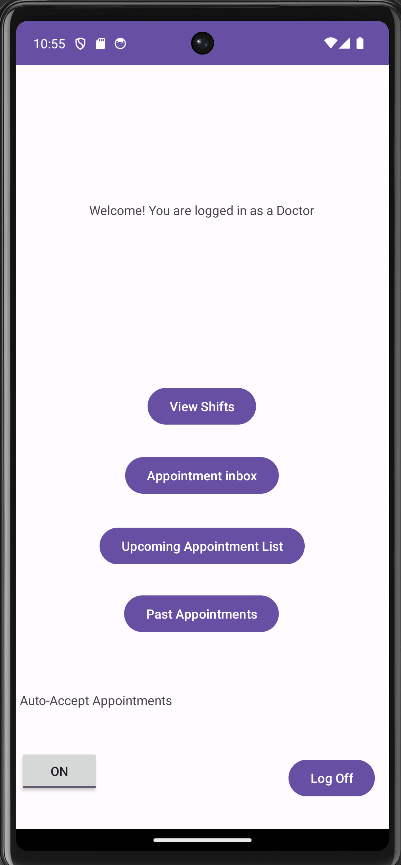 10:55
Welcome! You are logged in as a Doctor
View Shifts
Appointment inbox
Upcoming Appointment List
Past Appointments
Auto-Accept Appointments
ON
Log Off